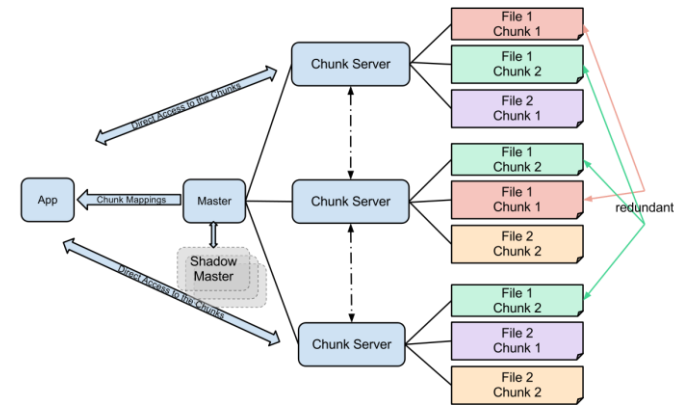 File 1
Chunk 1
File 1
Chunk 2
File 2
Chunk 1
Chunk Server
Direct Access to the Chunks
File 1
Chunk 2
File 1
Chunk 1
File 2
Chunk 2
redundant
Chunk Server
App
Chunk Mappings
Master
Shadow
Master
Direct Access to the Chunks
File 1
Chunk 2
File 2
Chunk 1
File 2
Chunk 2
Chunk Server